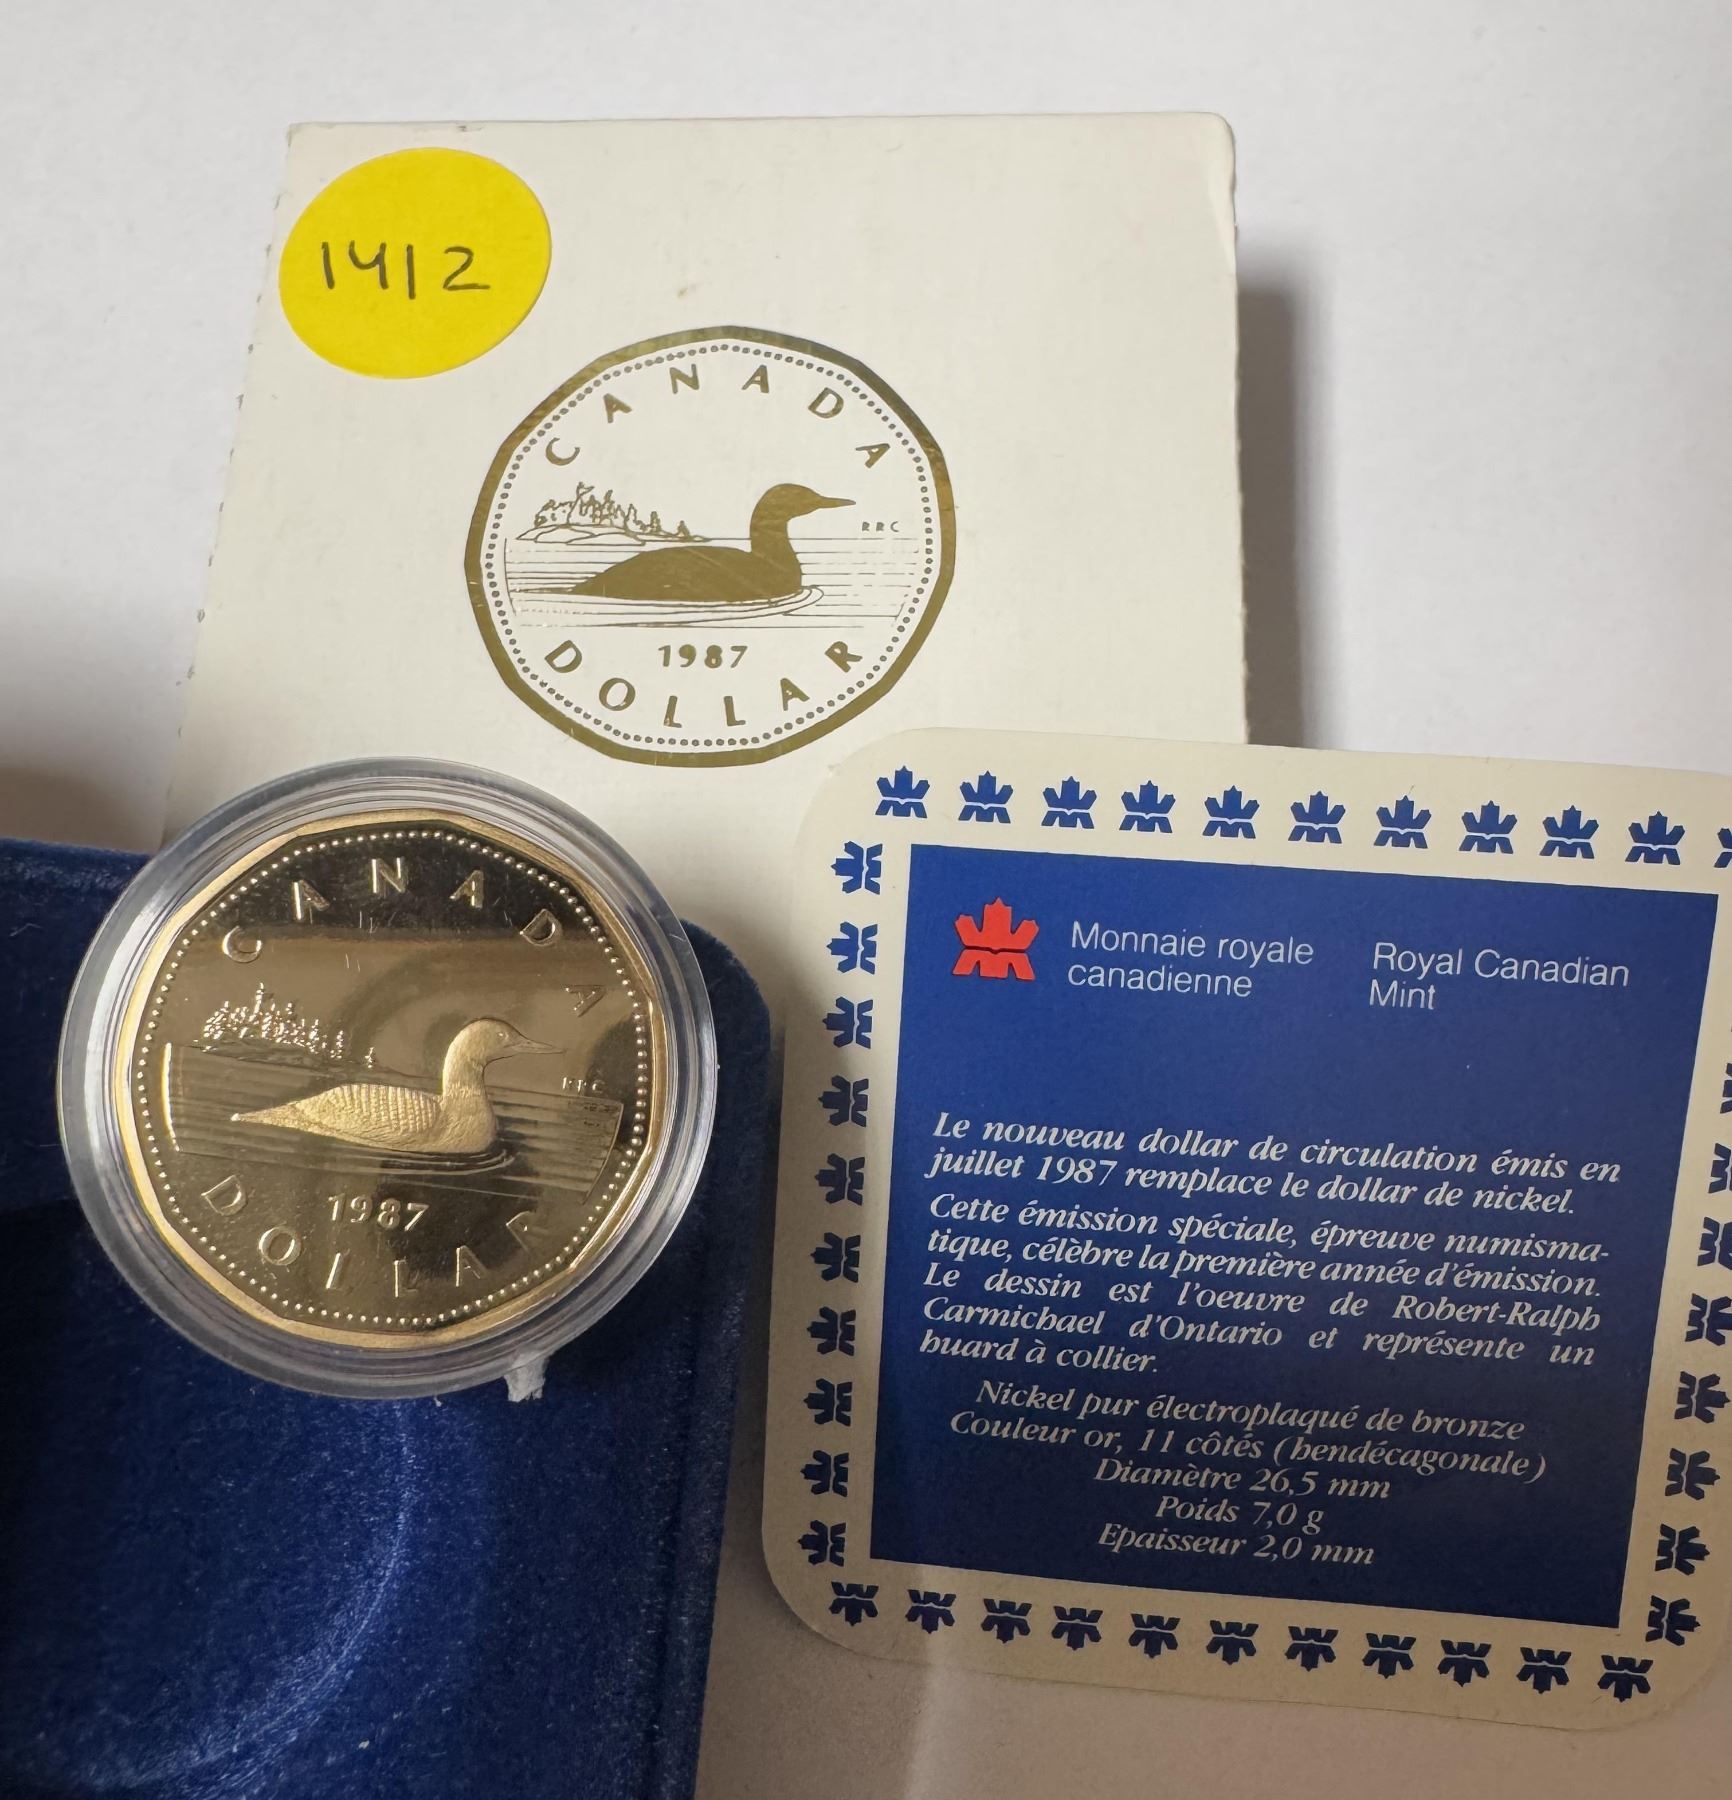 1412
CANADA
RRC
1987
DOLLAR
CANADA
RRC
1987
DOLLAR
Monnaie royale
canadienne
Royal Canadian
Mint
Le nouveau dollar de circulation émis en
juillet 1987 remplace le dollar de nickel.
Cette émission spéciale, épreuve numisma-
tique, célèbre la première année d'émission.
Le dessin est l'oeuvre de Robert-Ralph
Carmichael d'Ontario et représente un
huard à collier.
Nickel pur électroplaqué de bronze
Couleur or, 11 côtés (hendécagonale)
Diamètre 26,5 mm
Poids 7,0 g
Epaisseur 2,0 mm